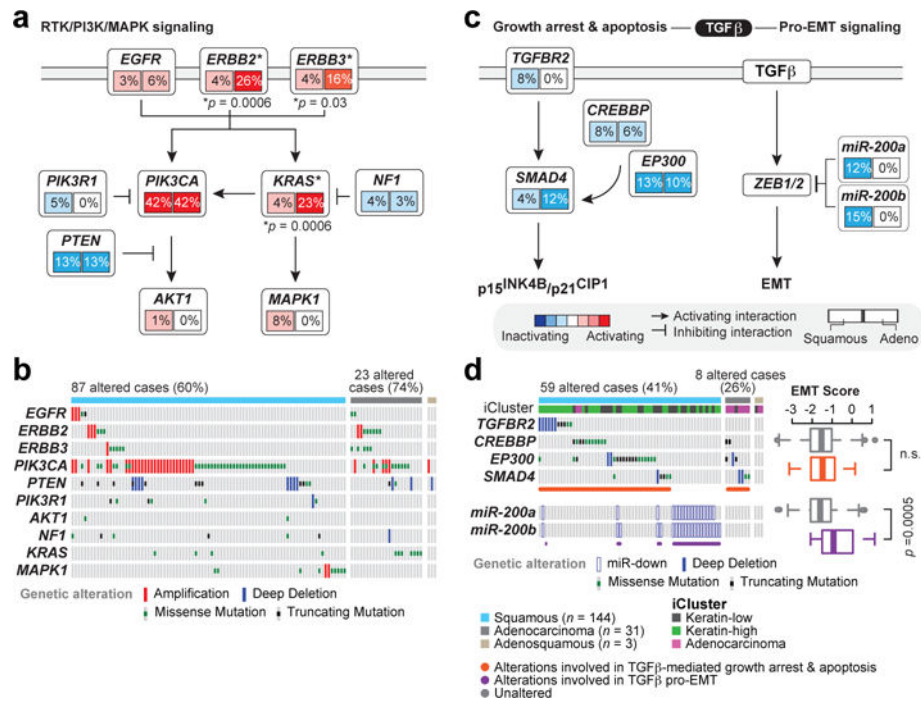 a
RTK/PI3K/MAPK signaling
EGFR
3% 6%
ERBB2*
4% 26%
*p = 0.0006
ERBB3*
4% 16%
*p = 0.03
PIK3R1
5% 0%
PIK3CA
42% 42%
KRAS*
4% 23%
*p = 0.0006
NF1
4% 3%
PTEN
13% 13%
AKT1
1% 0%
MAPK1
8% 0%
c
Growth arrest & apoptosis TGFβ Pro-EMT signaling
TGFBR2
8% 0%
TGFβ
CREBBP
8% 6%
EP300
13% 10%
SMAD4
4% 12%
miR-200a
12% 0%
ZEB1/2
miR-200b
15% 0%
p15INK4B/p21CIP1
EMT
Inactivating Activating
Activating interaction
Inhibiting interaction
Squamous Adeno
b
87 altered cases (60%)
23 altered
cases (74%)
EGFR
ERBB2
ERBB3
PIK3CA
PTEN
PIK3R1
AKT1
NF1
KRAS
MAPK1
Genetic alteration Amplification Deep Deletion
Missense Mutation Truncating Mutation
d
59 altered cases (41%)
8 altered cases
(26%)
iCluster
TGFBR2
CREBBP
EP300
SMAD4
miR-200a
miR-200b
EMT Score
-3 -2 -1 0 1
n.s.
p = 0.0005
Genetic alteration miR-down Deep Deletion
Missense Mutation Truncating Mutation
Squamous (n = 144)
Adenocarcinoma (n = 31)
Adenosquamous (n = 3)
iCluster
Keratin-low
Keratin-high
Adenocarcinoma
Alterations involved in TGFβ-mediated growth arrest & apoptosis
Alterations involved in TGFβ pro-EMT
Unaltered